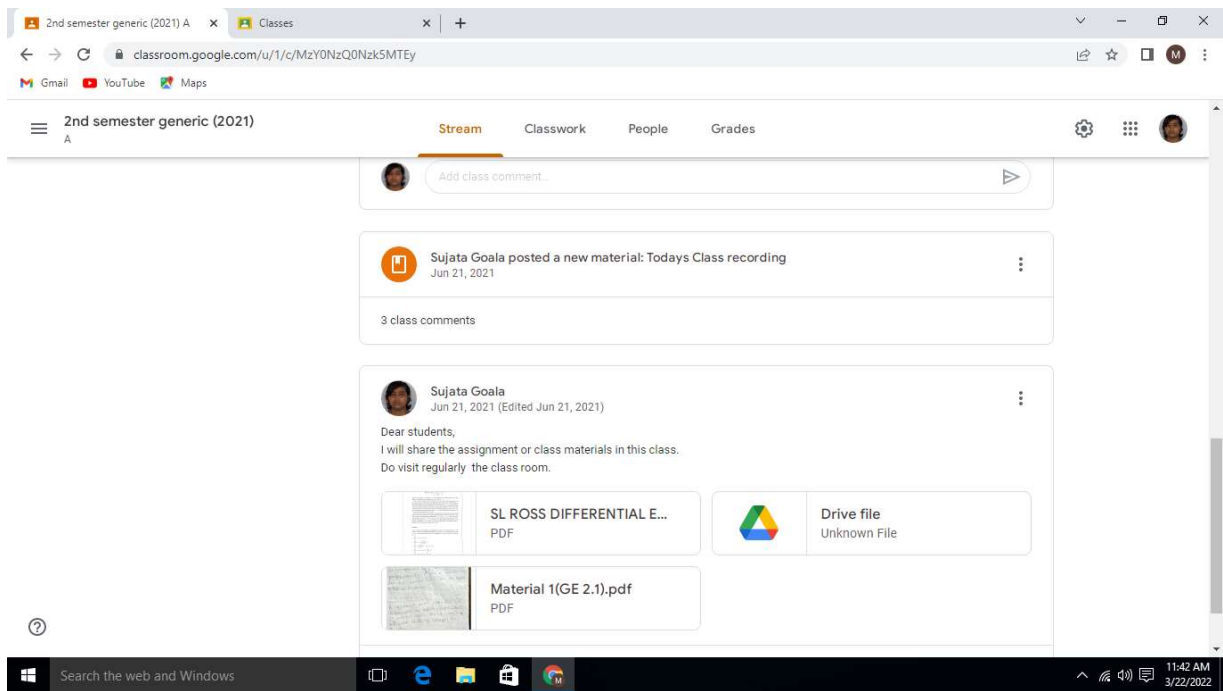 2nd semester generic (2021) A
Classes
classroom.google.com/u/1/c/MzY0NzQ0Nzk5MTEy
M
Gmail YouTube Maps
2nd semester generic (2021)
A
Stream Classwork People Grades
Add class comment...
Sujata Goala posted a new material: Todays Class recording
Jun 21, 2021
3 class comments
Sujata Goala
Jun 21, 2021 (Edited Jun 21, 2021)
Dear students,
I will share the assignment or class materials in this class.
Do visit regularly the class room.
SL ROSS DIFFERENTIAL E...
PDF
Drive file
Unknown File
Material 1(GE 2.1).pdf
PDF
Search the web and Windows
11:42 AM
3/22/2022